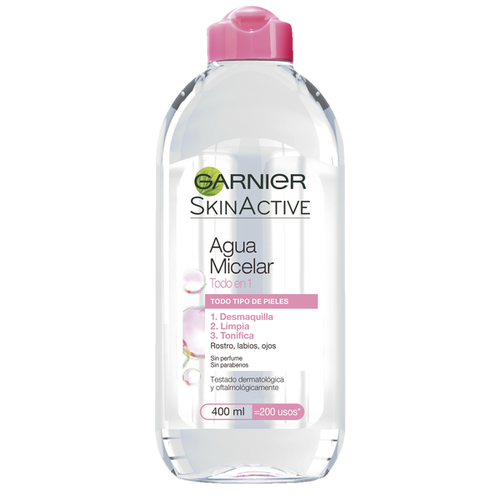 GARNIER
SKINACTIVE
Agua
Micelar
Todo en 1
TODO TIPO DE PIELES
1. Desmaquilla
2. Limpia
3. Tonifica
Rostro, labios, ojos
Sin perfume
Sin parabenos
Testado dermatológica
y oftalmológicamente
400 ml =200 usos*